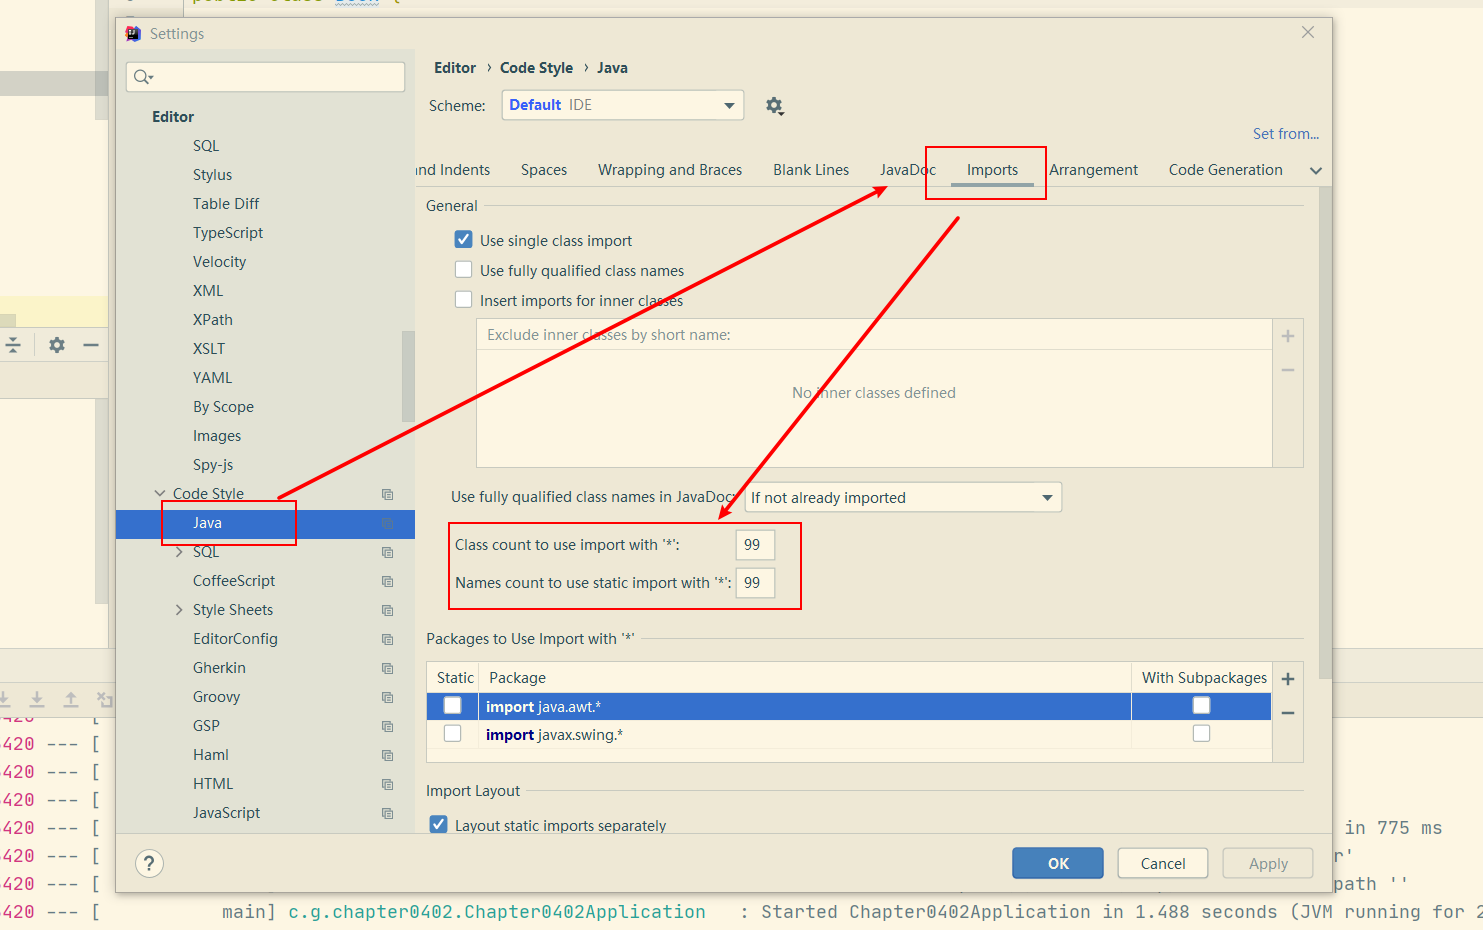 public class Book {
Settings
Editor › Code Style › Java
Scheme: Default IDE
Set from...
and Indents Spaces Wrapping and Braces Blank Lines JavaDoc Imports Arrangement Code Generation
Editor
SQL
Stylus
Table Diff
TypeScript
Velocity
XML
XPath
XSLT
YAML
By Scope
Images
Spy-js
Code Style
Java
SQL
CoffeeScript
Style Sheets
EditorConfig
Gherkin
Groovy
GSP
Haml
HTML
JavaScript
General
Use single class import
Use fully qualified class names
Insert imports for inner classes
Exclude inner classes by short name:
No inner classes defined
Use fully qualified class names in JavaDoc: If not already imported
Class count to use import with '*': 99
Names count to use static import with '*': 99
Packages to Use Import with '*'
Static Package With Subpackages
import java.awt.*
import javax.swing.*
Import Layout
Layout static imports separately
? OK Cancel Apply
420 --- [
420 --- [
420 --- [
420 --- [
420 --- [ in 775 ms
420 --- [ r'
420 --- [ path ''
420 --- [ main] c.g.chapter0402.Chapter0402Application : Started Chapter0402Application in 1.488 seconds (JVM running for 2